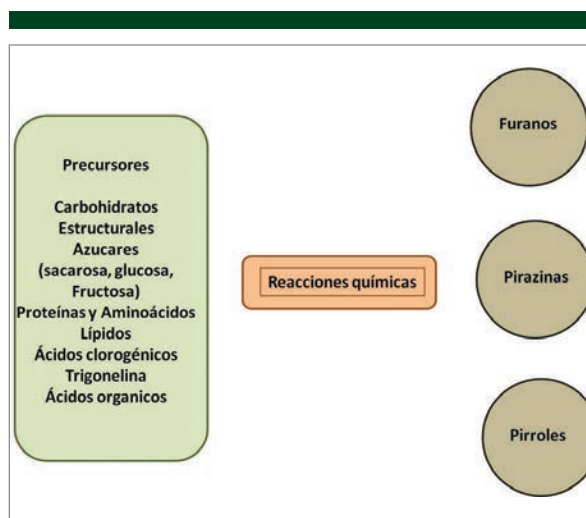 Precursores
Carbohidratos
Estructurales
Azucares
(sacarosa, glucosa,
Fructosa)
Proteínas y Aminoácidos
Lípidos
Ácidos clorogénicos
Trigonelina
Ácidos organicos
Reacciones químicas
Furanos
Pirazinas
Pirroles